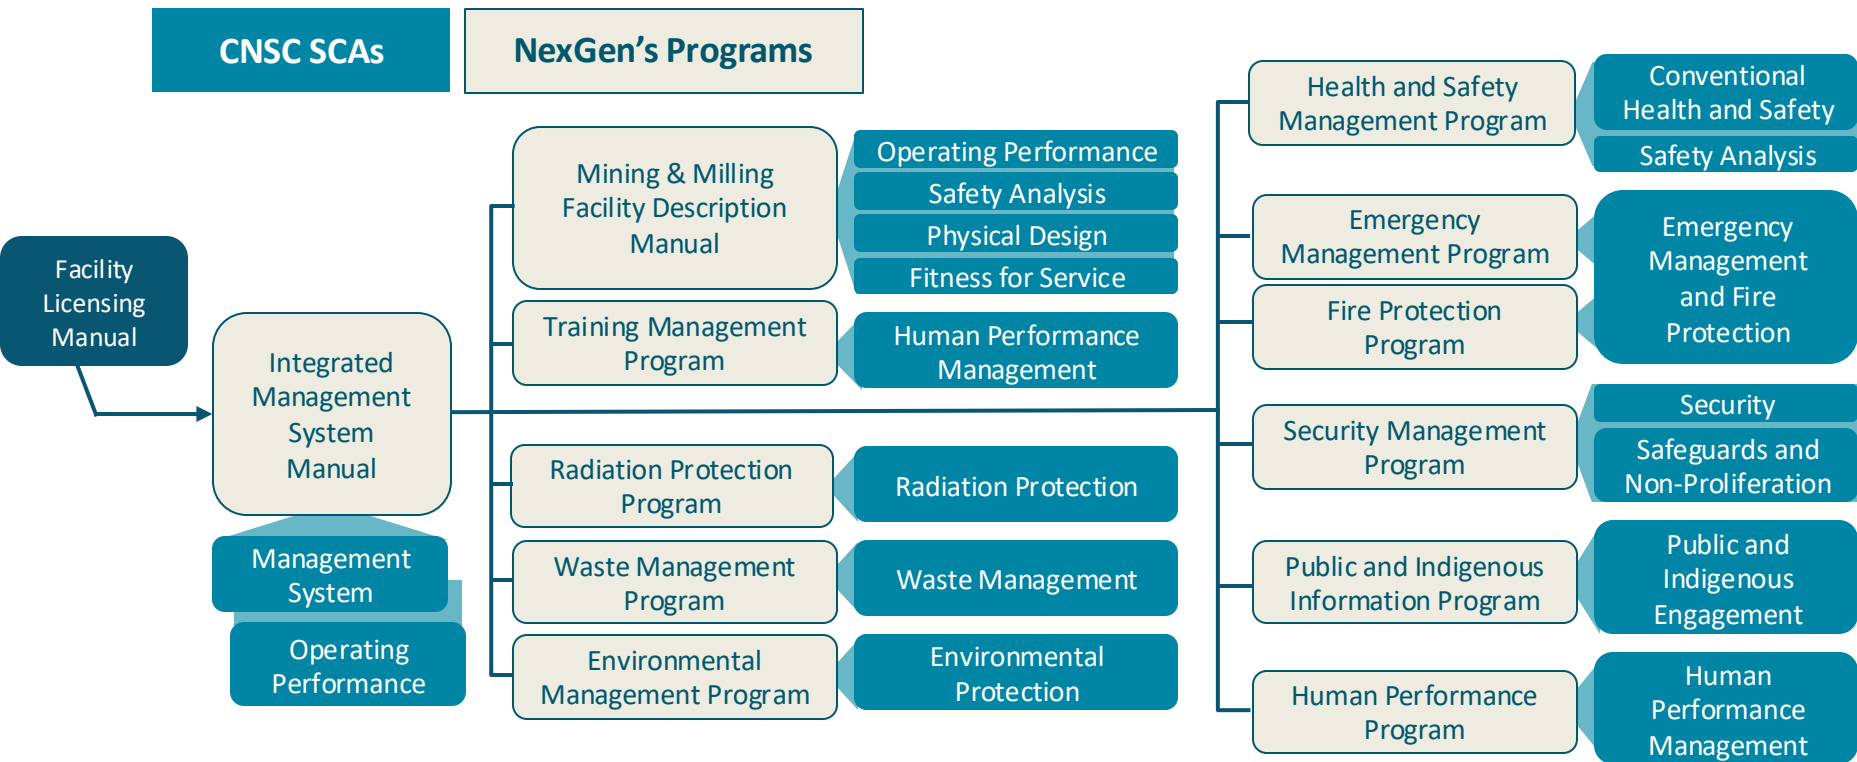 CNSC SCAs
NexGen's Programs
Facility
Licensing
Manual
Integrated
Management
System
Manual
Management
System
Operating
Performance
Mining & Milling
Facility Description
Manual
Operating Performance
Safety Analysis
Physical Design
Fitness for Service
Training Management
Program
Human Performance
Management
Radiation Protection
Program
Radiation Protection
Waste Management
Program
Waste Management
Environmental
Management Program
Environmental
Protection
Health and Safety
Management Program
Conventional
Health and Safety
Safety Analysis
Emergency
Management Program
Fire Protection
Program
Emergency
Management
and Fire
Protection
Security Management
Program
Security
Safeguards and
Non-Proliferation
Public and Indigenous
Information Program
Public and
Indigenous
Engagement
Human Performance
Program
Human
Performance
Management